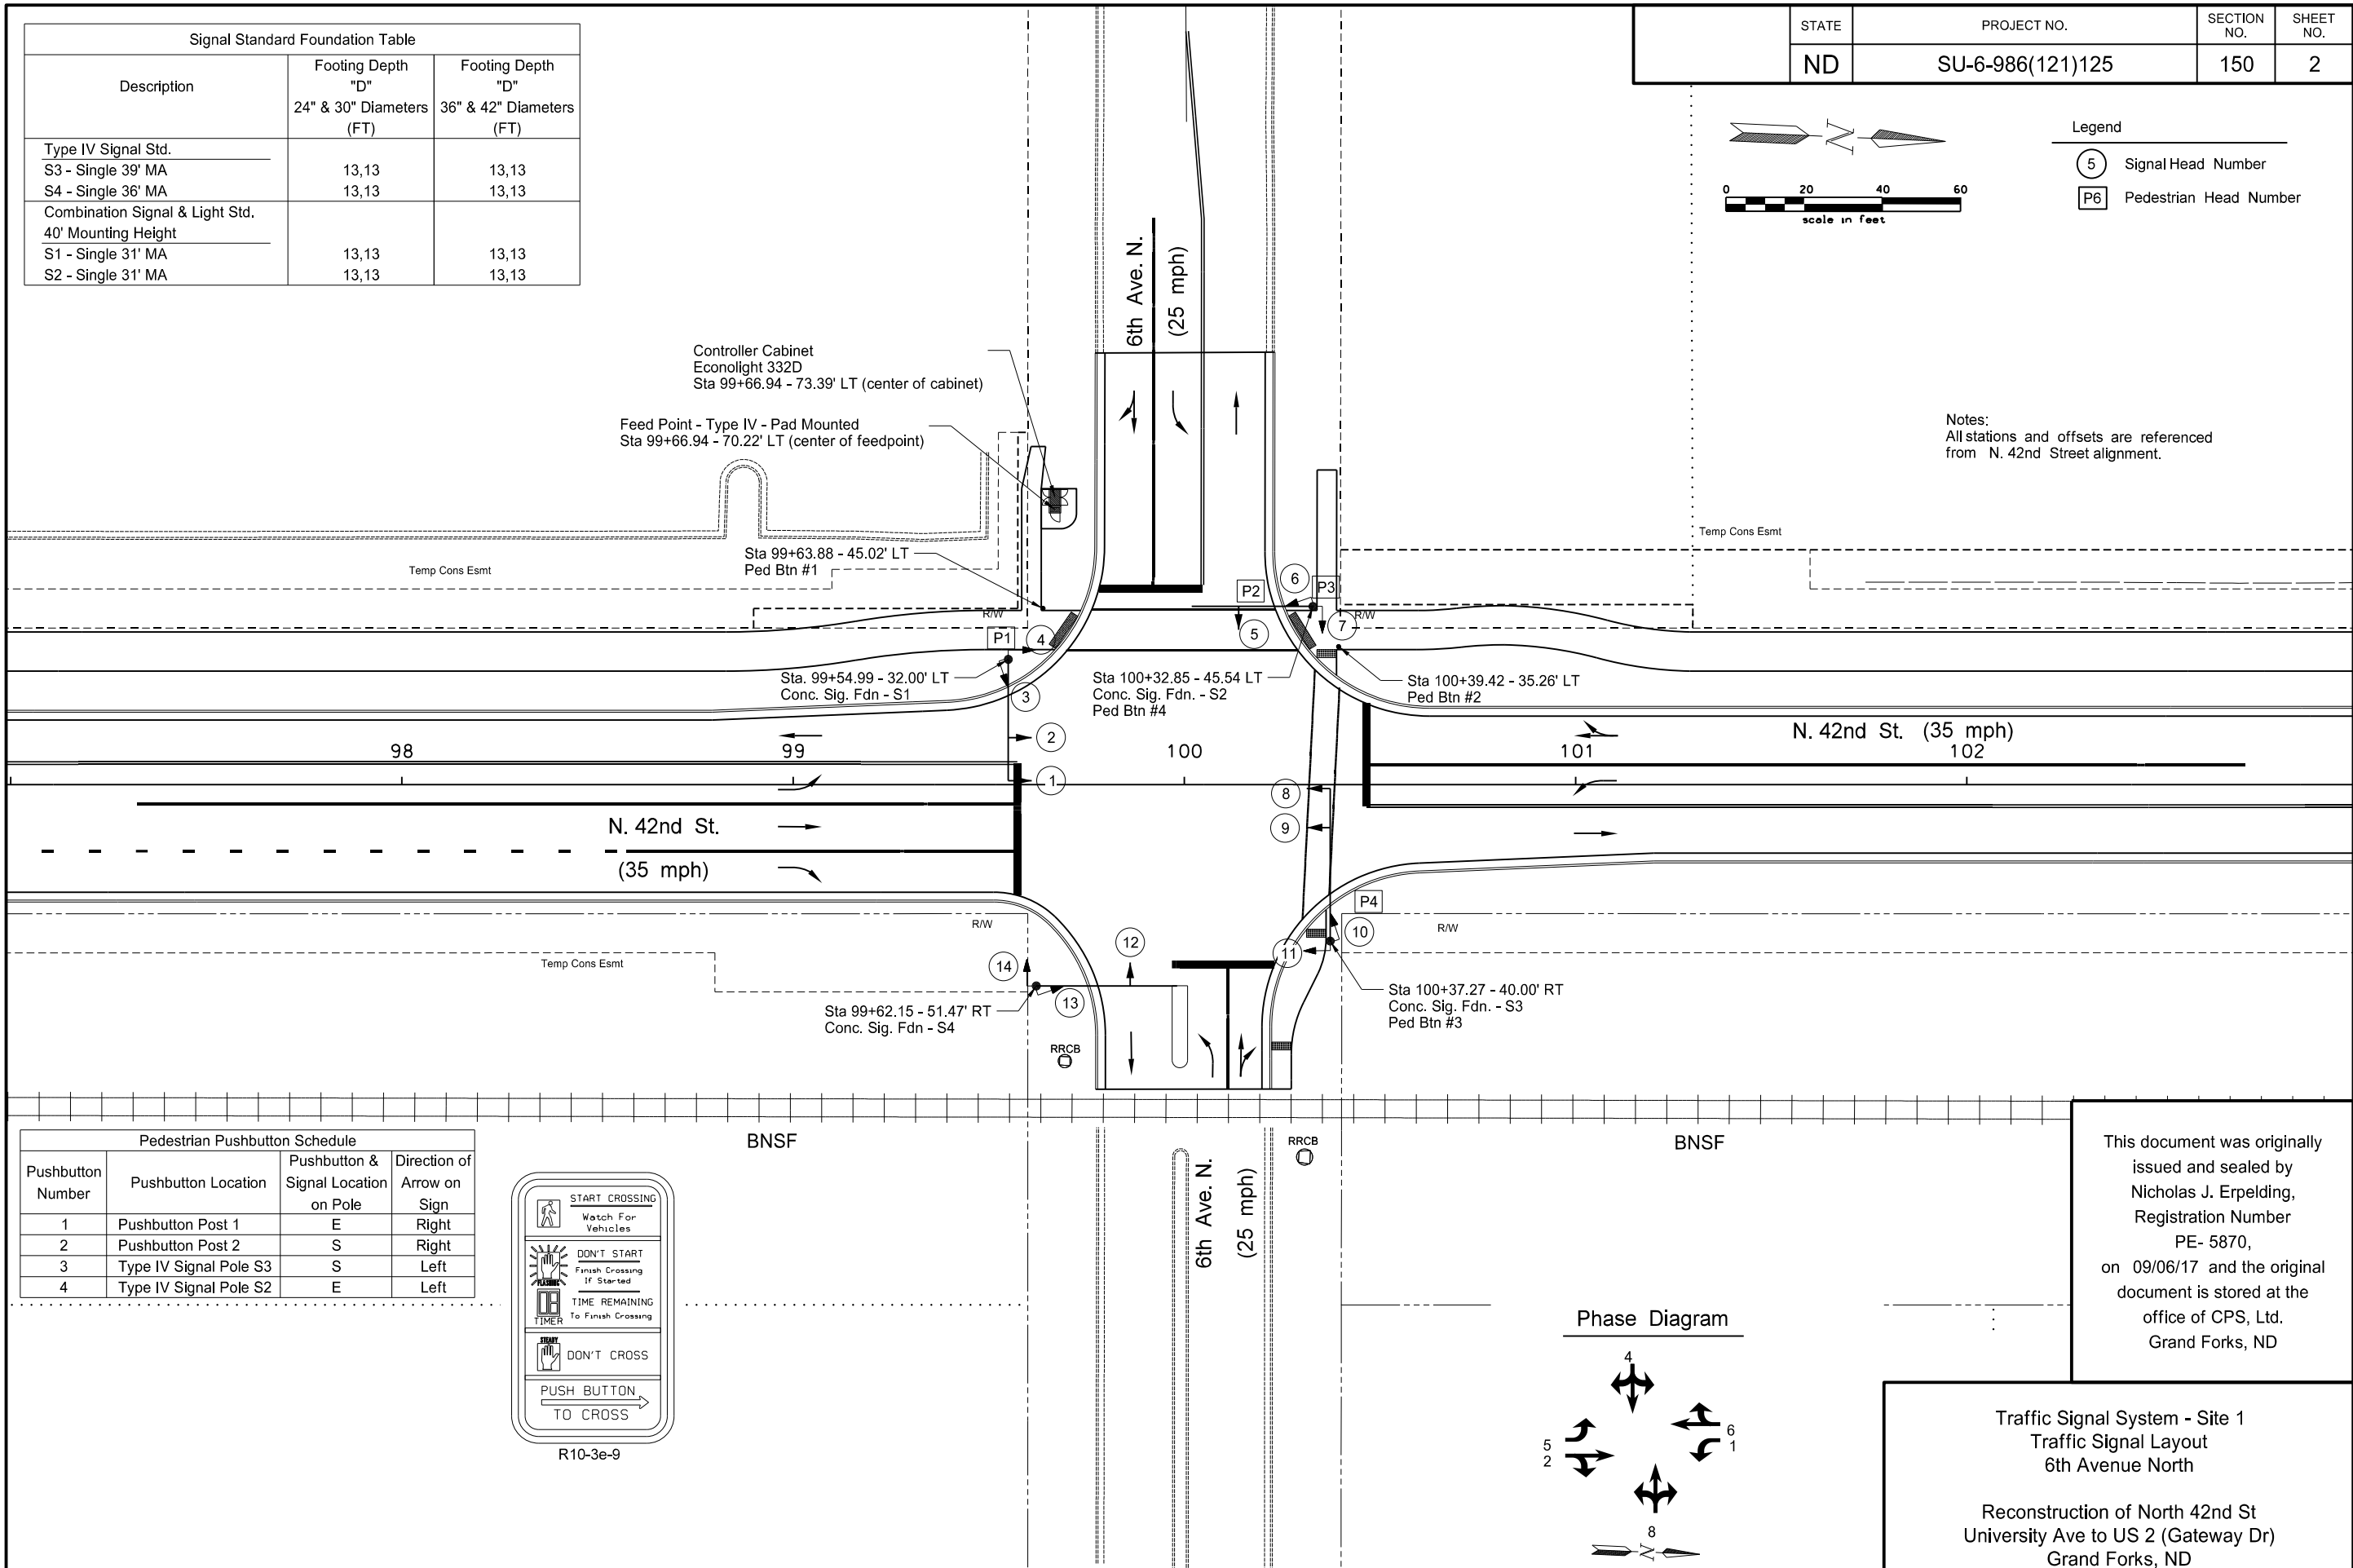 Signal Standard Foundation Table
Description
Footing Depth
"D"
24" & 30" Diameters
(FT)
Footing Depth
"D"
36" & 42" Diameters
(FT)
Type IV Signal Std.
S3 - Single 39' MA 13,13 13,13
S4 - Single 36' MA 13,13 13,13
Combination Signal & Light Std,
40' Mounting Height
S1 - Single 31' MA 13,13 13,13
S2 - Single 31' MA 13,13 13,13
STATE PROJECT NO. SECTION NO. SHEET NO.
ND SU-6-986(121)125 150 2
N
0 20 40 60
scale in feet
Legend
5 Signal Head Number
P6 Pedestrian Head Number
Notes:
All stations and offsets are referenced
from N. 42nd Street alignment.
6th Ave. N.
(25 mph)
Controller Cabinet
Econolight 332D
Sta 99+66.94 - 73.39' LT (center of cabinet)
Feed Point - Type IV - Pad Mounted
Sta 99+66.94 - 70.22' LT (center of feedpoint)
Sta 99+63.88 - 45.02' LT
Ped Btn #1
Temp Cons Esmt
Temp Cons Esmt
R/W
R/W
P1
4
P2
5
6
P3
7
Sta. 99+54.99 - 32.00' LT
Conc. Sig. Fdn - S1
3
Sta 100+32.85 - 45.54 LT
Conc. Sig. Fdn. - S2
Ped Btn #4
Sta 100+39.42 - 35.26' LT
Ped Btn #2
N. 42nd St. (35 mph)
98 99 100 101 102
2
1
8
9
N. 42nd St.
(35 mph)
P4
10
11
R/W
R/W
Temp Cons Esmt
14
12
13
Sta 99+62.15 - 51.47' RT
Conc. Sig. Fdn - S4
Sta 100+37.27 - 40.00' RT
Conc. Sig. Fdn. - S3
Ped Btn #3
RRCB
BNSF
RRCB
BNSF
6th Ave. N.
(25 mph)
Pedestrian Pushbutton Schedule
Pushbutton
Number
Pushbutton Location
Pushbutton &
Signal Location
on Pole
Direction of
Arrow on
Sign
1 Pushbutton Post 1 E Right
2 Pushbutton Post 2 S Right
3 Type IV Signal Pole S3 S Left
4 Type IV Signal Pole S2 E Left
START CROSSING
Watch For
Vehicles
FLASHING
DON'T START
Finish Crossing
If Started
TIMER
TIME REMAINING
To Finish Crossing
STEADY
DON'T CROSS
PUSH BUTTON
TO CROSS
R10-3e-9
Phase Diagram
4
5
2
6
1
8
N
This document was originally
issued and sealed by
Nicholas J. Erpelding,
Registration Number
PE- 5870,
on 09/06/17 and the original
document is stored at the
office of CPS, Ltd.
Grand Forks, ND
Traffic Signal System - Site 1
Traffic Signal Layout
6th Avenue North
Reconstruction of North 42nd St
University Ave to US 2 (Gateway Dr)
Grand Forks, ND